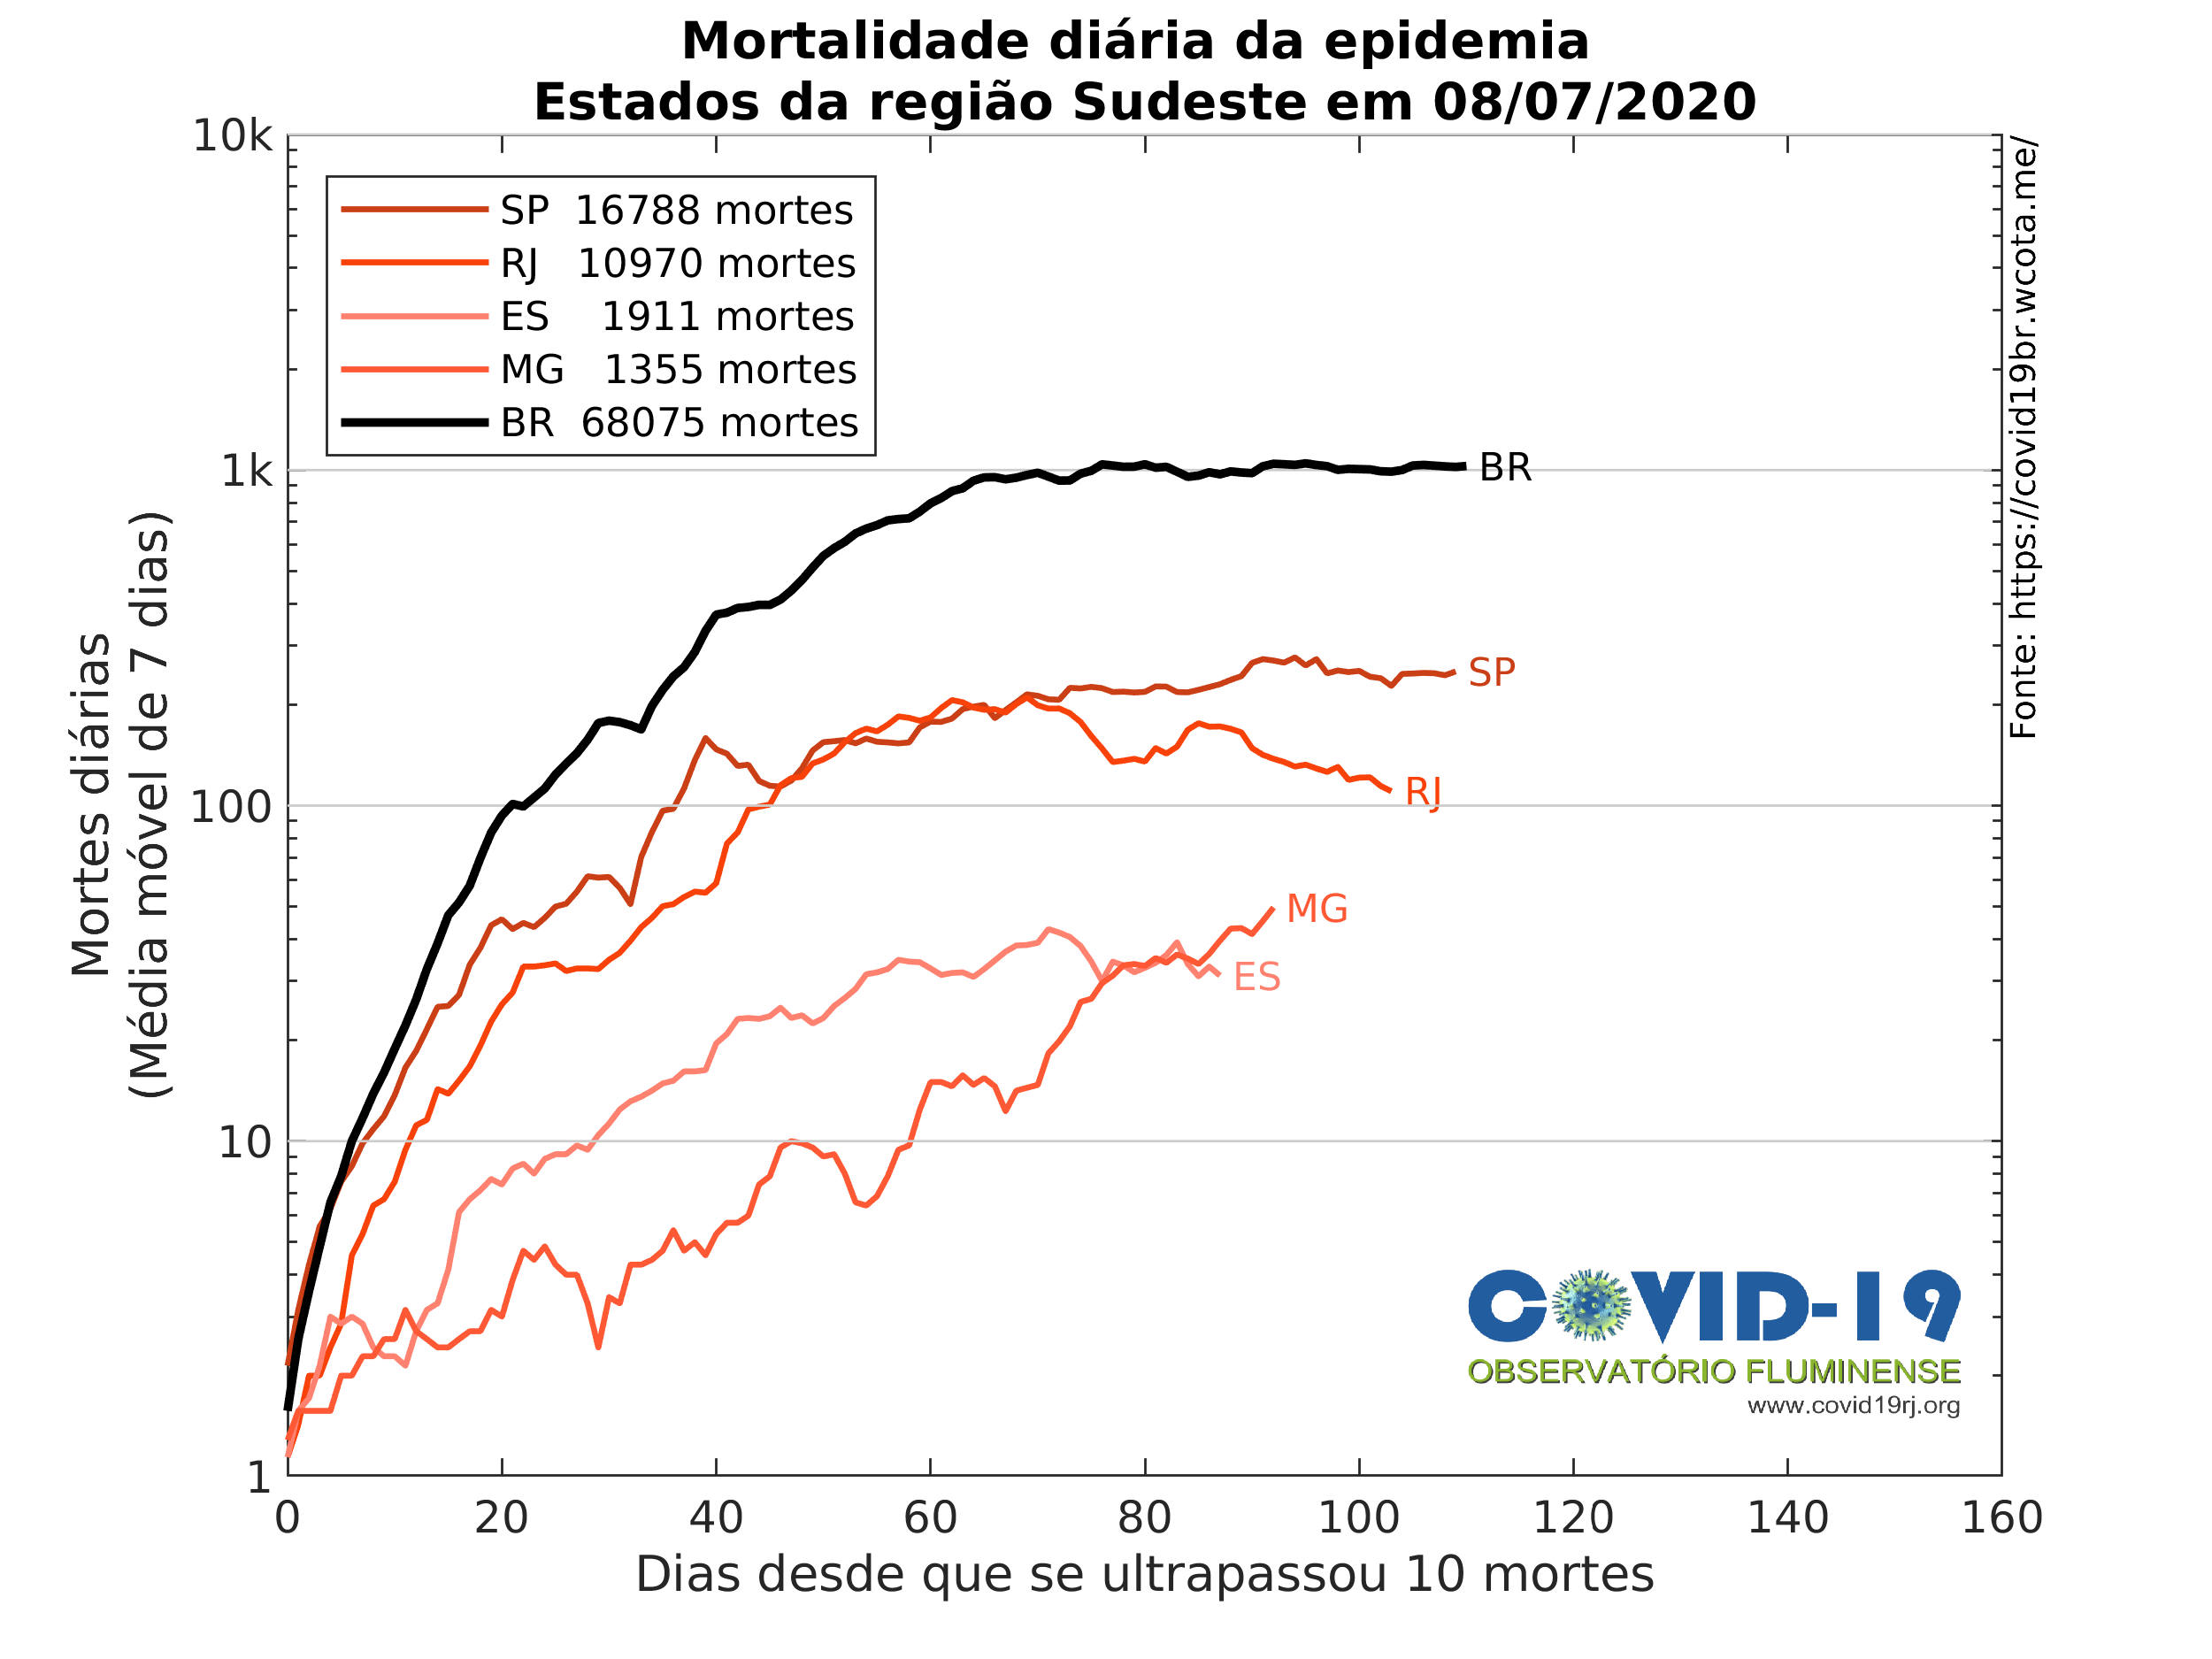 Mortalidade diária da epidemia
Estados da região Sudeste em 08/07/2020
10k
1k
100
10
1
Mortes diárias
(Média móvel de 7 dias)
SP 16788 mortes
RJ 10970 mortes
ES 1911 mortes
MG 1355 mortes
BR 68075 mortes
BR
SP
RJ
MG
ES
Fonte: https://covid19br.wcota.me/
COVID-19
OBSERVATÓRIO FLUMINENSE
www.covid19rj.org
0 20 40 60 80 100 120 140 160
Dias desde que se ultrapassou 10 mortes